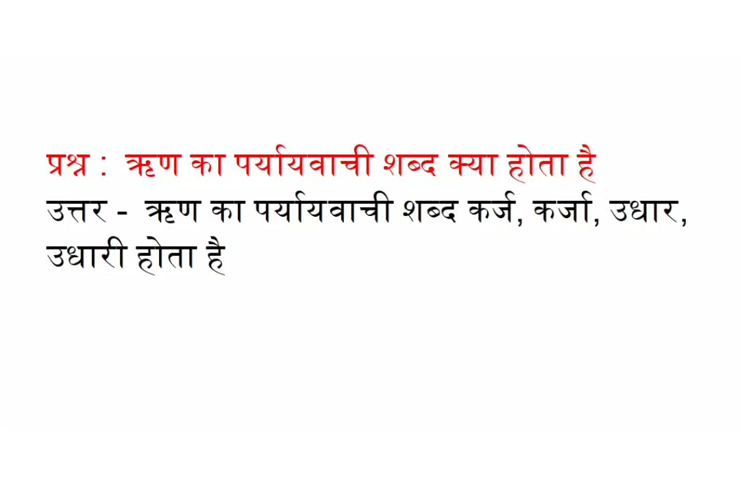 प्रश्न : ऋण का पर्यायवाची शब्द क्या होता है
उत्तर - ऋण का पर्यायवाची शब्द कर्ज, कर्जा, उधार,
उधारी होता है